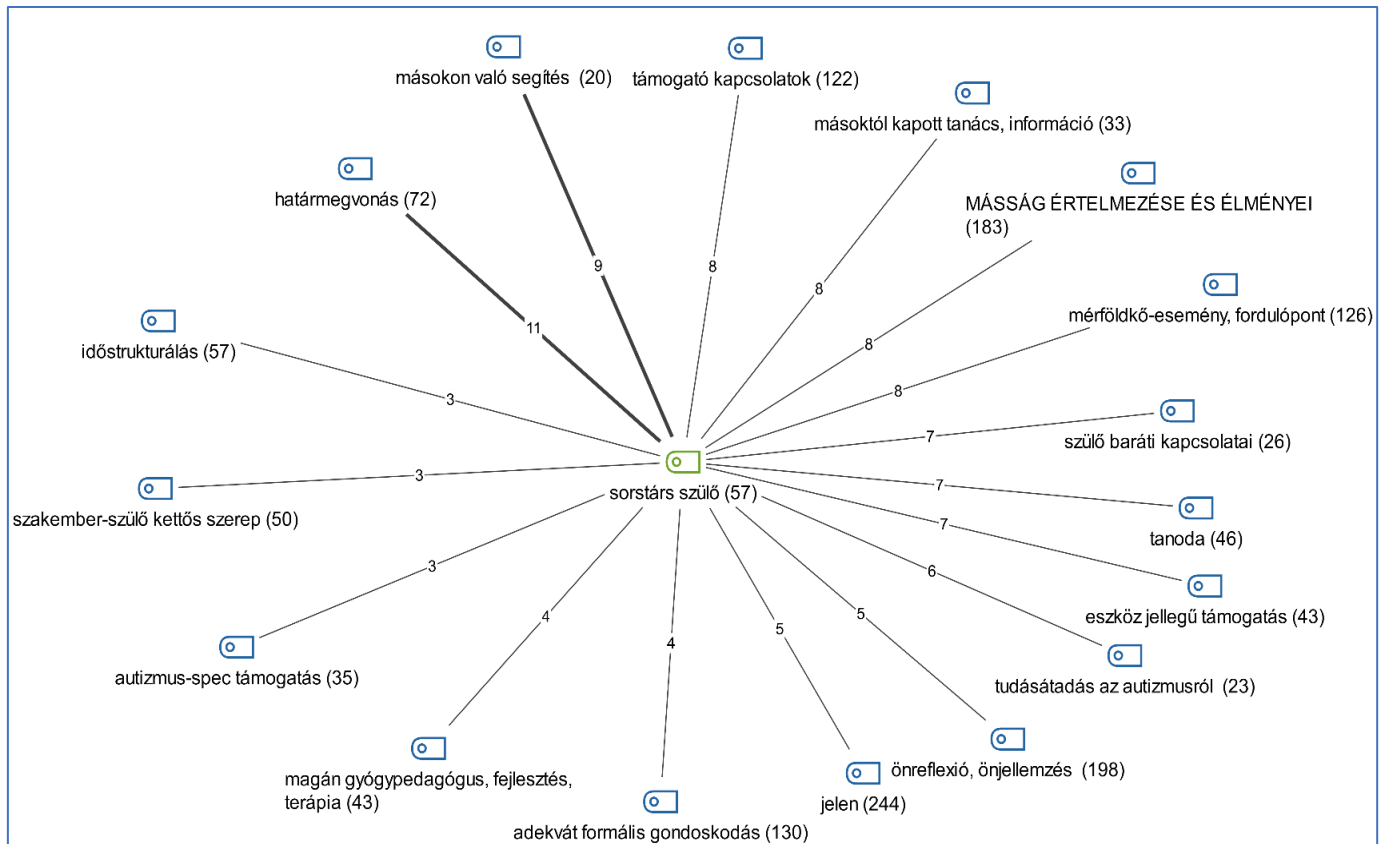 másokon való segítés (20)
támogató kapcsolatok (122)
másoktól kapott tanács, információ (33)
határmegvonás (72)
MÁSSÁG ÉRTELMEZÉSE ÉS ÉLMÉNYEI
(183)
9
8
8
mérföldkő-esemény, fordulópont (126)
11
8
időstrukturálás (57)
3
8
7
szülő baráti kapcsolatai (26)
3
sorstárs szülő (57)
7
szakember-szülő kettős szerep (50)
7
tanoda (46)
3
6
eszköz jellegű támogatás (43)
4
4
5
5
autizmus-spec támogatás (35)
tudásátadás az autizmusról (23)
magán gyógypedagógus, fejlesztés,
terápia (43)
önreflexió, önjellemzés (198)
jelen (244)
adekvát formális gondoskodás (130)